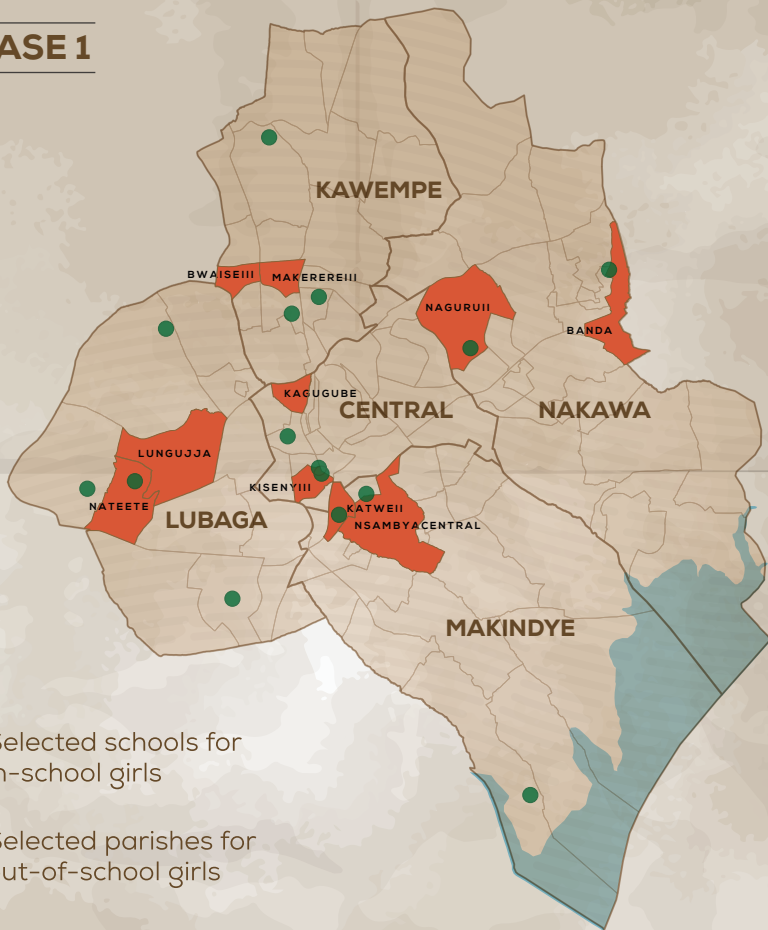 ASE 1
KAWEMPE
BWAISEIII
MAKEREREIII
NAGURUII
BANDA
KAGUGUBE
CENTRAL
NAKAWA
LUNGUJJA
KISENYIII
NATEETE
KATWEII
LUBAGA
NSAMBYACENTRAL
MAKINDYE
Selected schools for
n-school girls
Selected parishes for
ut-of-school girls